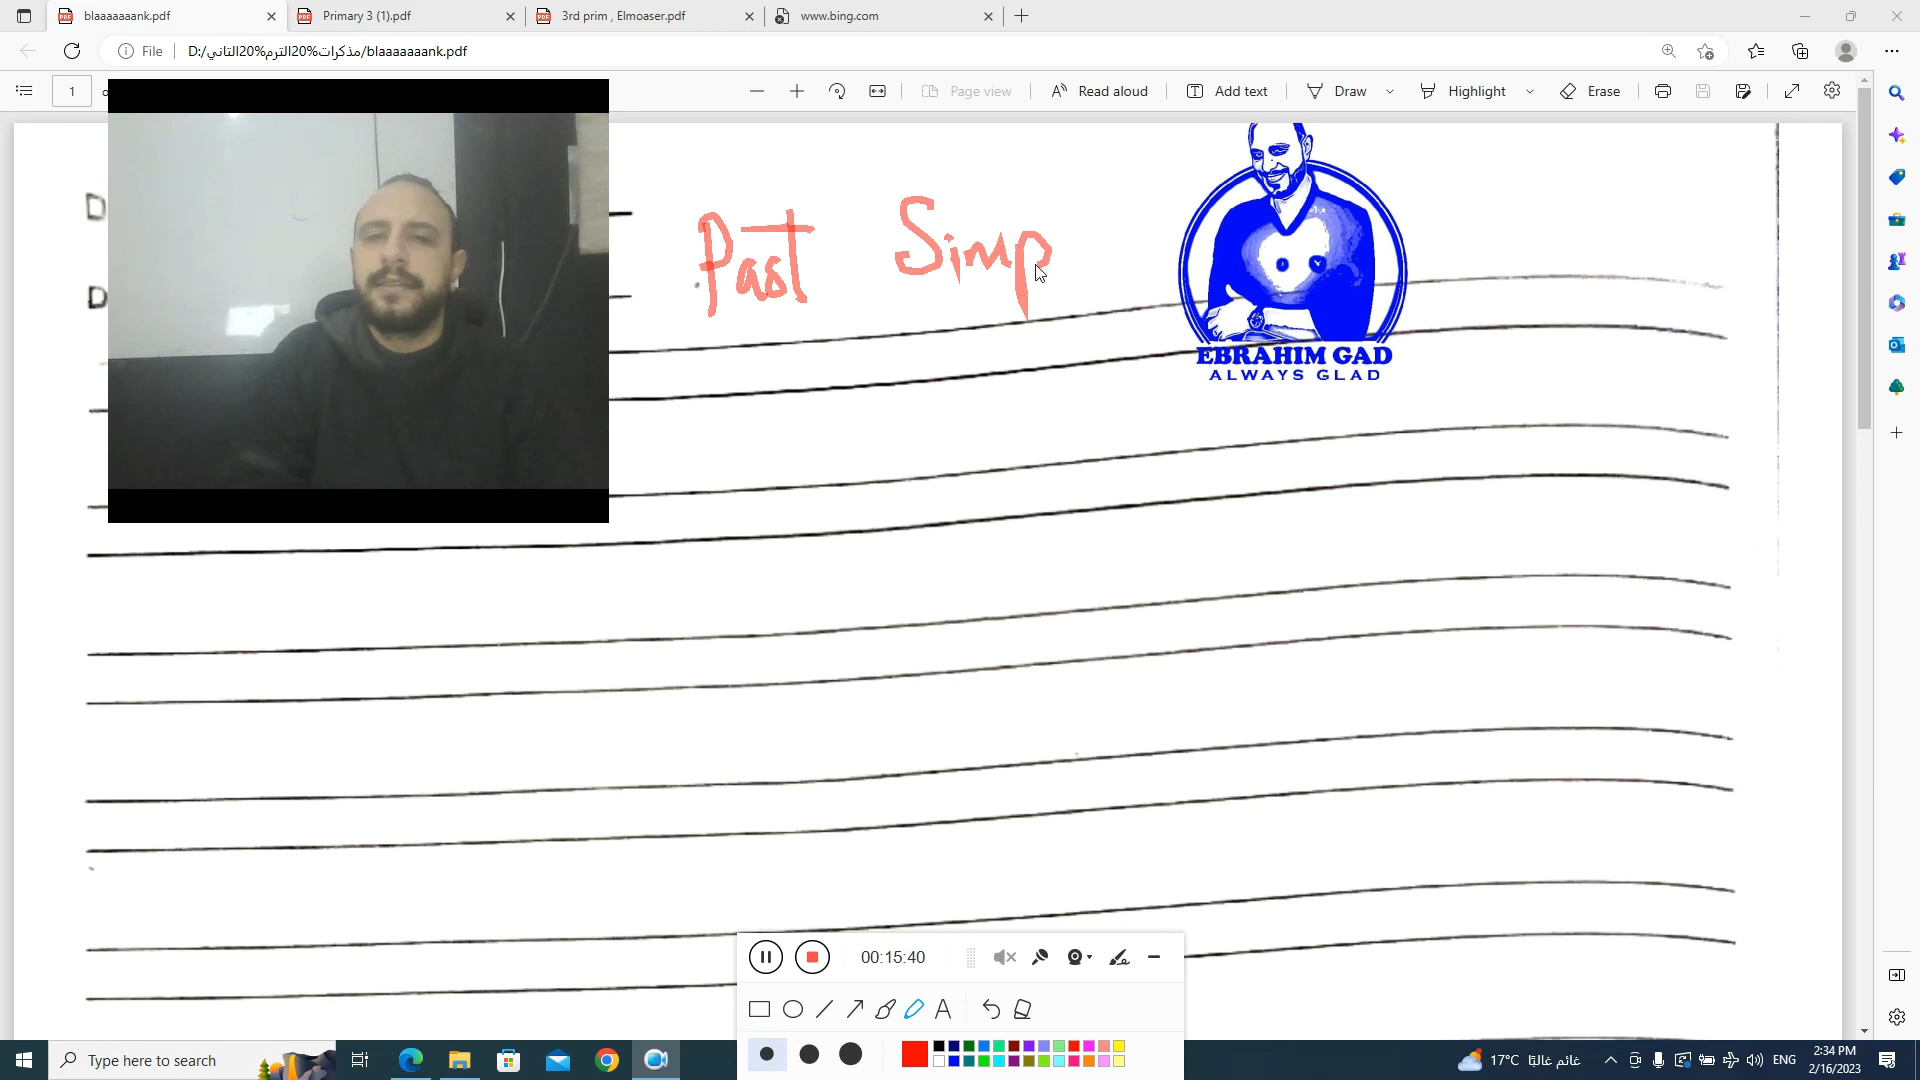 blaaaaaaank.pdf
Primary 3 (1).pdf
3rd prim , Elmoaser.pdf
www.bing.com
File
D:/مذكرات%20الترم%20التاني/blaaaaaaank.pdf
1
Page view
Read aloud
Add text
Draw
Highlight
Erase
D
D
Past Simp
EBRAHIM GAD
ALWAYS GLAD
00:15:40
A
Type here to search
17°C غائم غالبًا
ENG
2:34 PM
2/16/2023